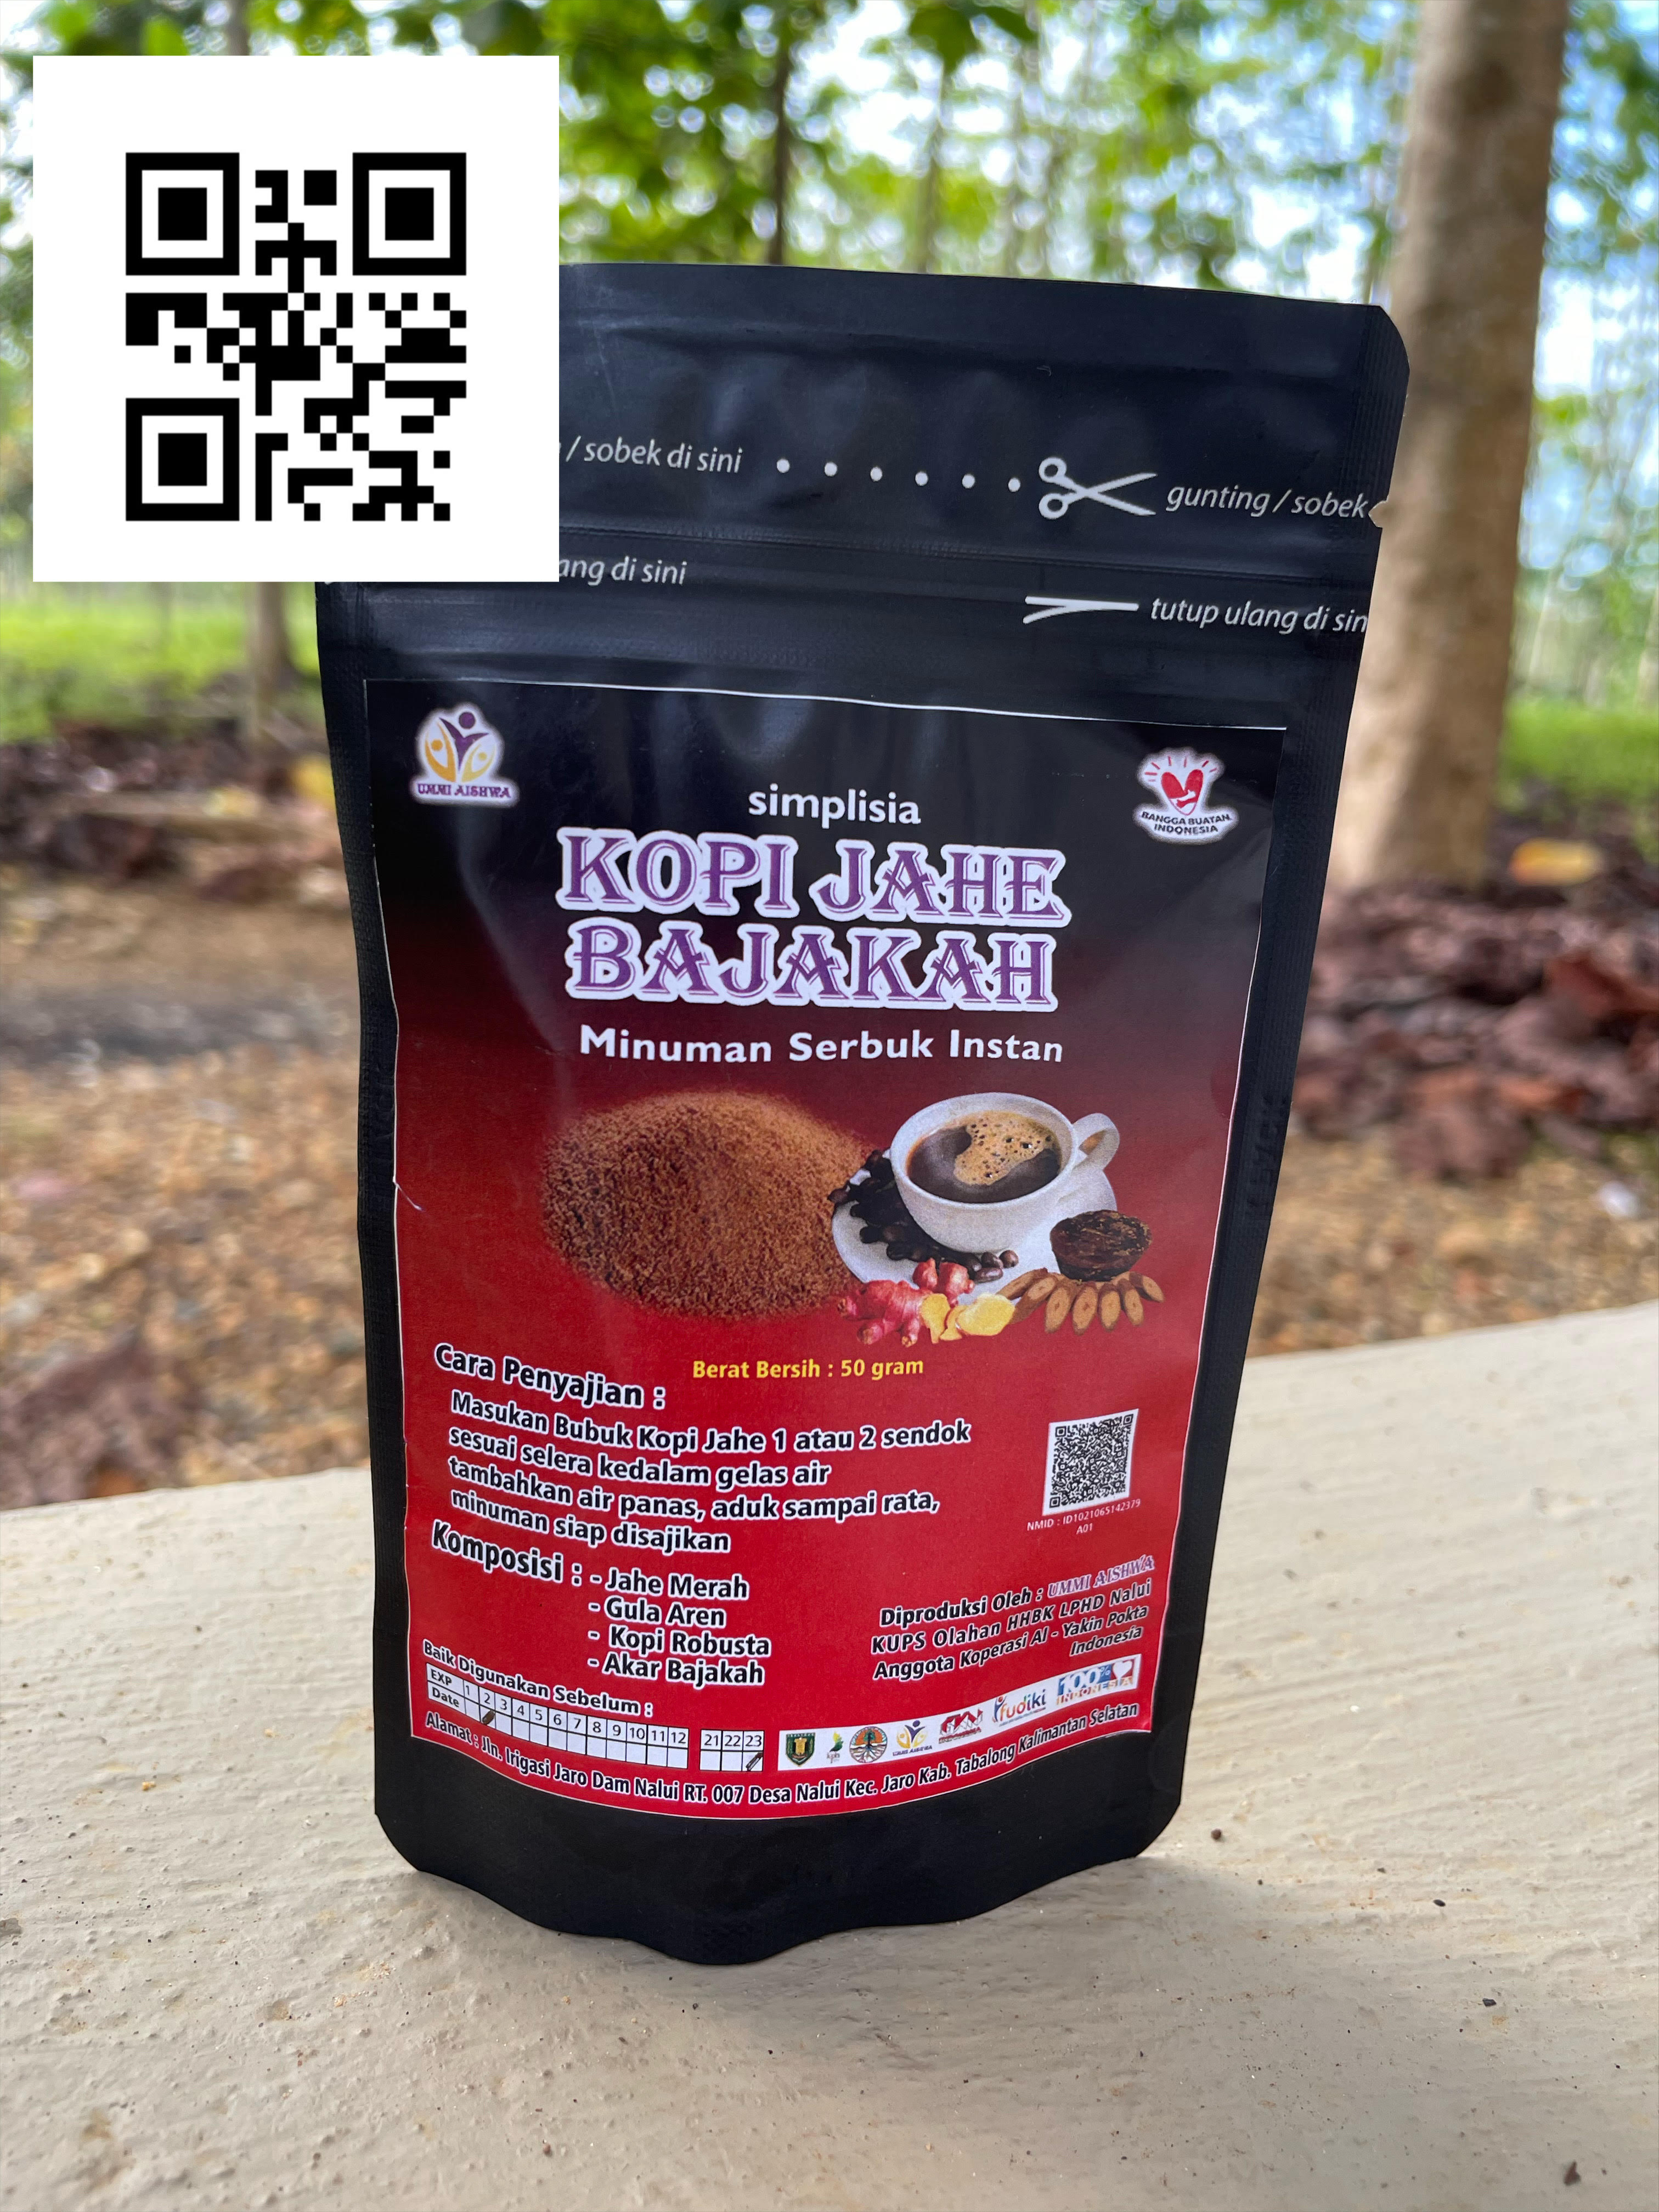 / sobek di sini
gunting / sobek
ang di sini
tutup ulang di sin
UMMI AISHWA
BANGGA BUATAN
INDONESIA
simplisia
KOPI JAHE
BAJAKAH
Minuman Serbuk Instan
Berat Bersih : 50 gram
Cara Penyajian :
Masukan Bubuk Kopi Jahe 1 atau 2 sendok
sesuai selera kedalam gelas air
tambahkan air panas, aduk sampai rata,
minuman siap disajikan
NMID : ID1021065142379
A01
Komposisi : - Jahe Merah
- Gula Aren
- Kopi Robusta
- Akar Bajakah
Diproduksi Oleh : UMMI AISHWA
KUPS Olahan HHBK LPHD Nalui
Anggota Koperasi Al - Yakin Pokta
Indonesia
Baik Digunakan Sebelum :
EXP 1 2 3 4 5 6 7 8 9 10 11 12 21 22 23
Date
UMMI AISHWA
fudiki
100% INDONESIA
Alamat : Jln. Irigasi Jaro Dam Nalui RT. 007 Desa Nalui Kec. Jaro Kab. Tabalong Kalimantan Selatan